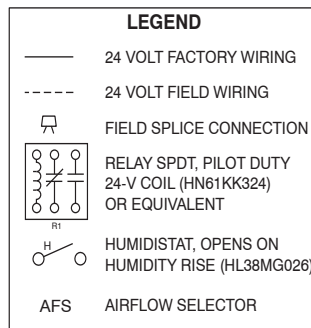 LEGEND
24 VOLT FACTORY WIRING
24 VOLT FIELD WIRING
FIELD SPLICE CONNECTION
RELAY SPDT, PILOT DUTY
24-V COIL (HN61KK324)
OR EQUIVALENT
R1
H
HUMIDISTAT, OPENS ON
HUMIDITY RISE (HL38MG026)
AFS AIRFLOW SELECTOR